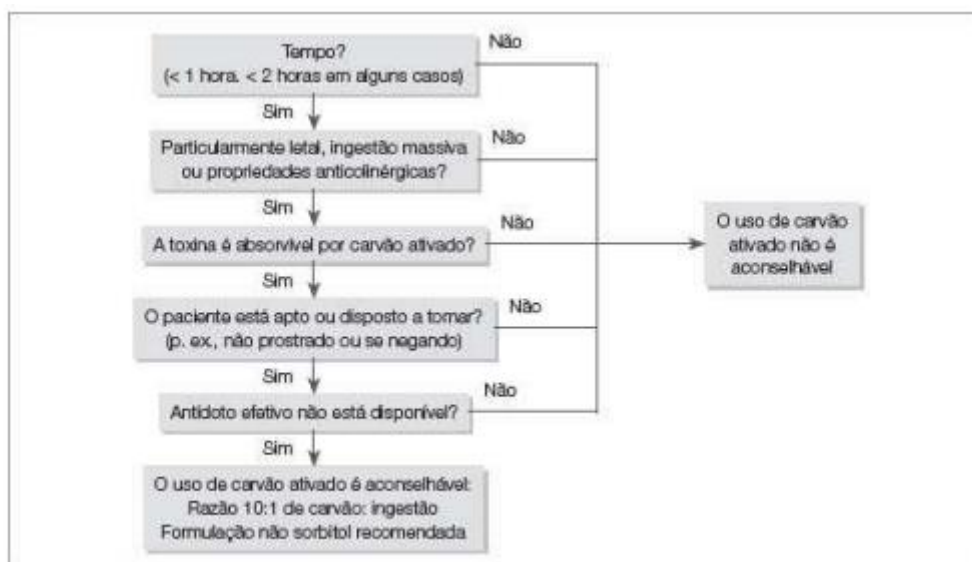 Tempo?
(< 1 hora. < 2 horas em alguns casos)
Não
Sim
Particularmente letal, ingestão massiva
ou propriedades anticolinérgicas?
Não
Sim
A toxina é absorvível por carvão ativado?
Não
Sim
O paciente está apto ou disposto a tomar?
(p. ex., não prostrado ou se negando)
Não
Sim
Antídoto efetivo não está disponível?
Não
Sim
O uso de carvão ativado é aconselhável:
Razão 10:1 de carvão: ingestão
Formulação não sorbitol recomendada
O uso de carvão
ativado não é
aconselhável